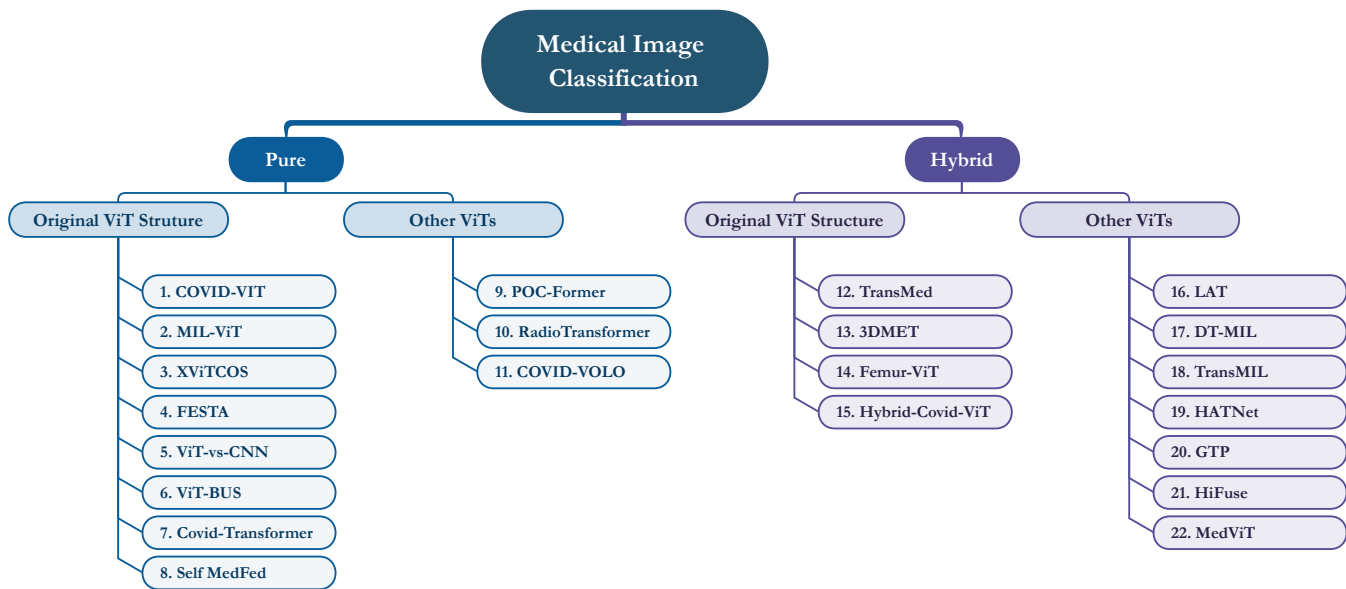 Medical Image
Classification
Pure
Hybrid
Original ViT Struture
Other ViTs
Original ViT Structure
Other ViTs
1. COVID-VIT
2. MIL-ViT
3. XViTCOS
4. FESTA
5. ViT-vs-CNN
6. ViT-BUS
7. Covid-Transformer
8. Self MedFed
9. POC-Former
10. RadioTransformer
11. COVID-VOLO
12. TransMed
13. 3DMET
14. Femur-ViT
15. Hybrid-Covid-ViT
16. LAT
17. DT-MIL
18. TransMIL
19. HATNet
20. GTP
21. HiFuse
22. MedViT